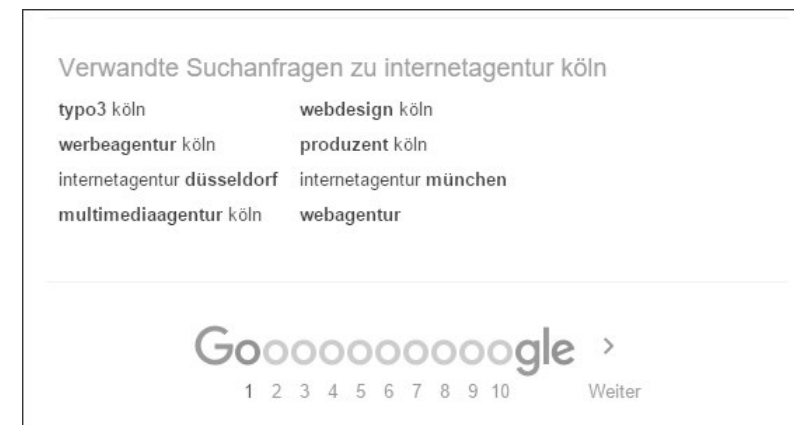 Verwandte Suchanfragen zu internetagentur köln
typo3 köln webdesign köln
werbeagentur köln produzent köln
internetagentur düsseldorf internetagentur münchen
multimediaagentur köln webagentur
Goooooooooogle >
1 2 3 4 5 6 7 8 9 10 Weiter